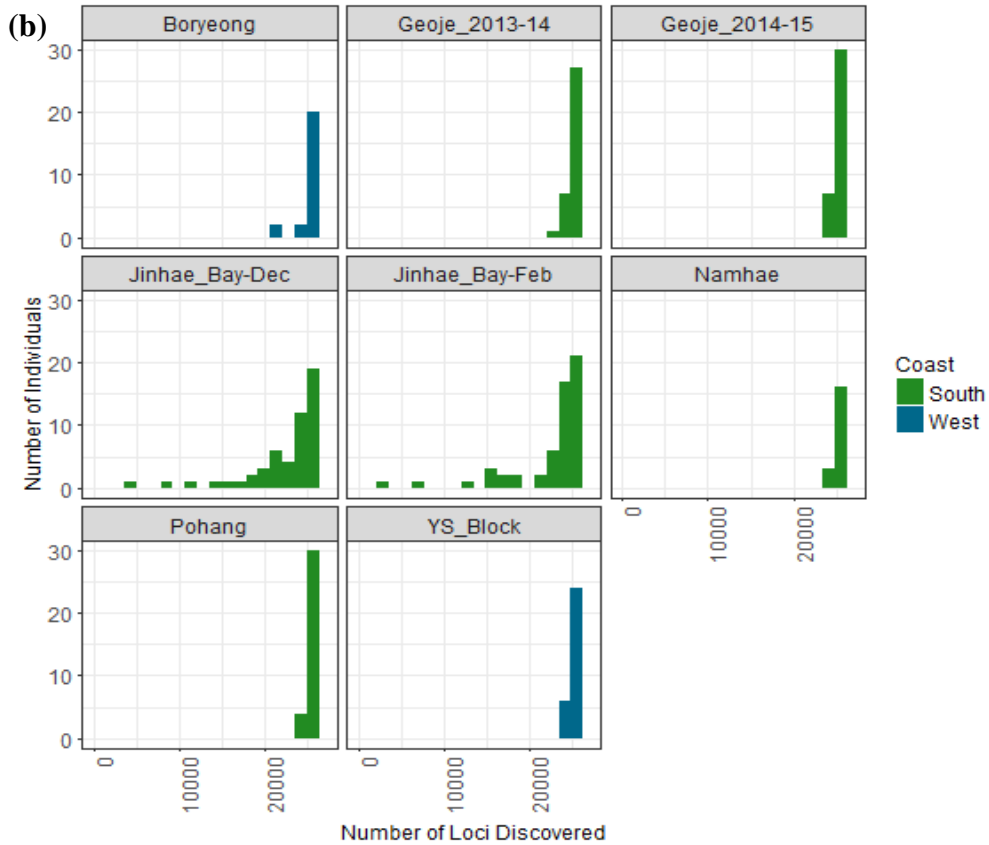 (b)
Boryeong
Geoje_2013-14
Geoje_2014-15
30
20
10
0
Jinhae_Bay-Dec
Jinhae_Bay-Feb
Namhae
30
20
10
0
Number of Individuals
Coast
South
West
0
10000
20000
Pohang
YS_Block
30
20
10
0
0
10000
20000
0
10000
20000
Number of Loci Discovered